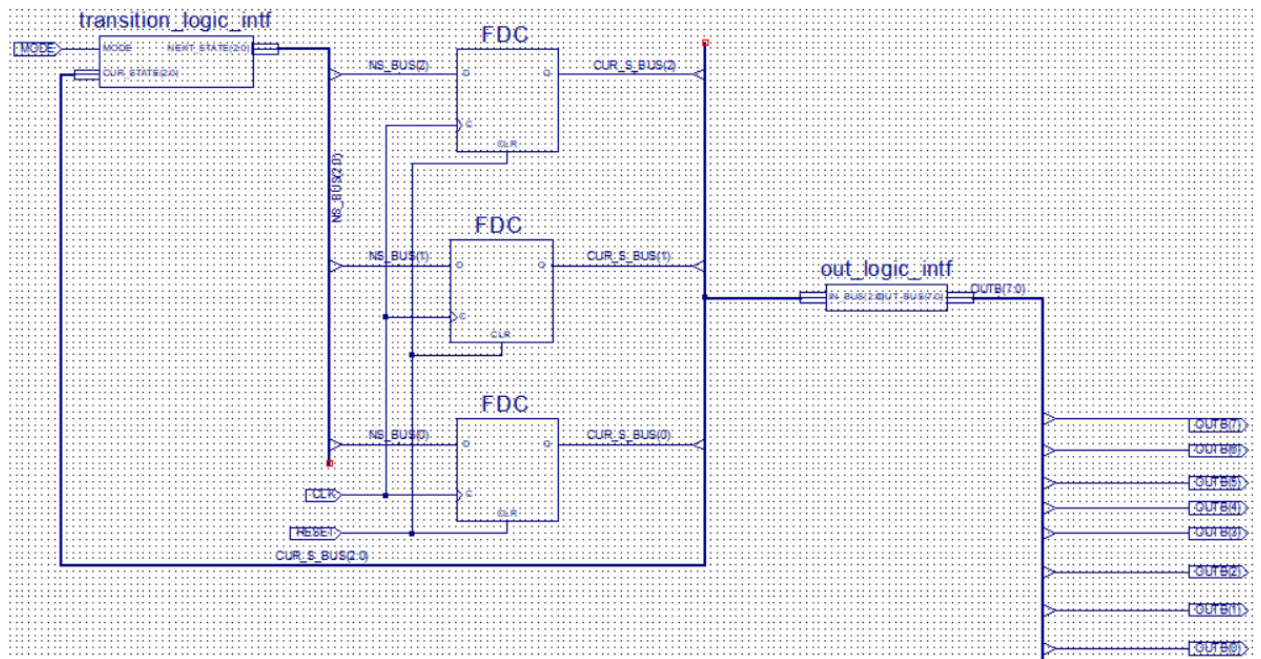 transition_logic_intf
MODE
MODE
NEXT_STATE(2:0)
CUR_STATE(2:0)
FDC
NS_BUS(2)
D
Q
CUR_S_BUS(2)
C
CLR
NS_BUS(2:0)
FDC
NS_BUS(1)
D
Q
CUR_S_BUS(1)
C
CLR
out_logic_intf
IN_BUS(2:0)
OUT_BUS(7:0)
OUTB(7:0)
FDC
NS_BUS(0)
D
Q
CUR_S_BUS(0)
CLK
C
CLR
RESET
CUR_S_BUS(2:0)
OUTB(7)
OUTB(6)
OUTB(5)
OUTB(4)
OUTB(3)
OUTB(2)
OUTB(1)
OUTB(0)